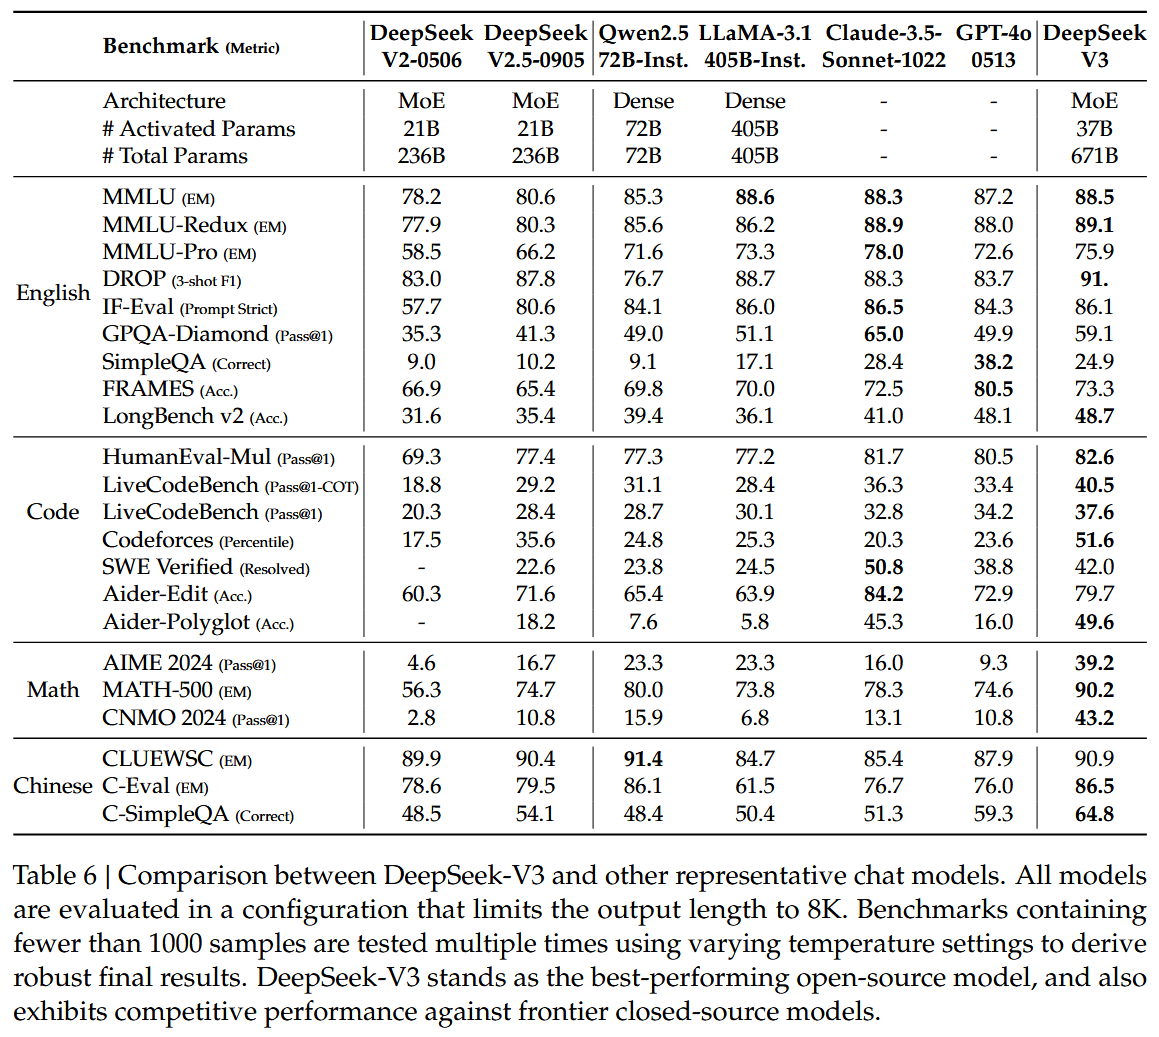 Benchmark (Metric) DeepSeek V2-0506 DeepSeek V2.5-0905 Qwen2.5 72B-Inst. LLaMA-3.1 405B-Inst. Claude-3.5-Sonnet-1022 GPT-4o 0513 DeepSeek V3
Architecture MoE MoE Dense Dense - - MoE
# Activated Params 21B 21B 72B 405B - - 37B
# Total Params 236B 236B 72B 405B - - 671B
English
MMLU (EM) 78.2 80.6 85.3 88.6 88.3 87.2 88.5
MMLU-Redux (EM) 77.9 80.3 85.6 86.2 88.9 88.0 89.1
MMLU-Pro (EM) 58.5 66.2 71.6 73.3 78.0 72.6 75.9
DROP (3-shot F1) 83.0 87.8 76.7 88.7 88.3 83.7 91.
IF-Eval (Prompt Strict) 57.7 80.6 84.1 86.0 86.5 84.3 86.1
GPQA-Diamond (Pass@1) 35.3 41.3 49.0 51.1 65.0 49.9 59.1
SimpleQA (Correct) 9.0 10.2 9.1 17.1 28.4 38.2 24.9
FRAMES (Acc.) 66.9 65.4 69.8 70.0 72.5 80.5 73.3
LongBench v2 (Acc.) 31.6 35.4 39.4 36.1 41.0 48.1 48.7
Code
HumanEval-Mul (Pass@1) 69.3 77.4 77.3 77.2 81.7 80.5 82.6
LiveCodeBench (Pass@1-COT) 18.8 29.2 31.1 28.4 36.3 33.4 40.5
LiveCodeBench (Pass@1) 20.3 28.4 28.7 30.1 32.8 34.2 37.6
Codeforces (Percentile) 17.5 35.6 24.8 25.3 20.3 23.6 51.6
SWE Verified (Resolved) - 22.6 23.8 24.5 50.8 38.8 42.0
Aider-Edit (Acc.) 60.3 71.6 65.4 63.9 84.2 72.9 79.7
Aider-Polyglot (Acc.) - 18.2 7.6 5.8 45.3 16.0 49.6
Math
AIME 2024 (Pass@1) 4.6 16.7 23.3 23.3 16.0 9.3 39.2
MATH-500 (EM) 56.3 74.7 80.0 73.8 78.3 74.6 90.2
CNMO 2024 (Pass@1) 2.8 10.8 15.9 6.8 13.1 10.8 43.2
Chinese
CLUEWSC (EM) 89.9 90.4 91.4 84.7 85.4 87.9 90.9
C-Eval (EM) 78.6 79.5 86.1 61.5 76.7 76.0 86.5
C-SimpleQA (Correct) 48.5 54.1 48.4 50.4 51.3 59.3 64.8
Table 6 | Comparison between DeepSeek-V3 and other representative chat models. All models
are evaluated in a configuration that limits the output length to 8K. Benchmarks containing
fewer than 1000 samples are tested multiple times using varying temperature settings to derive
robust final results. DeepSeek-V3 stands as the best-performing open-source model, and also
exhibits competitive performance against frontier closed-source models.